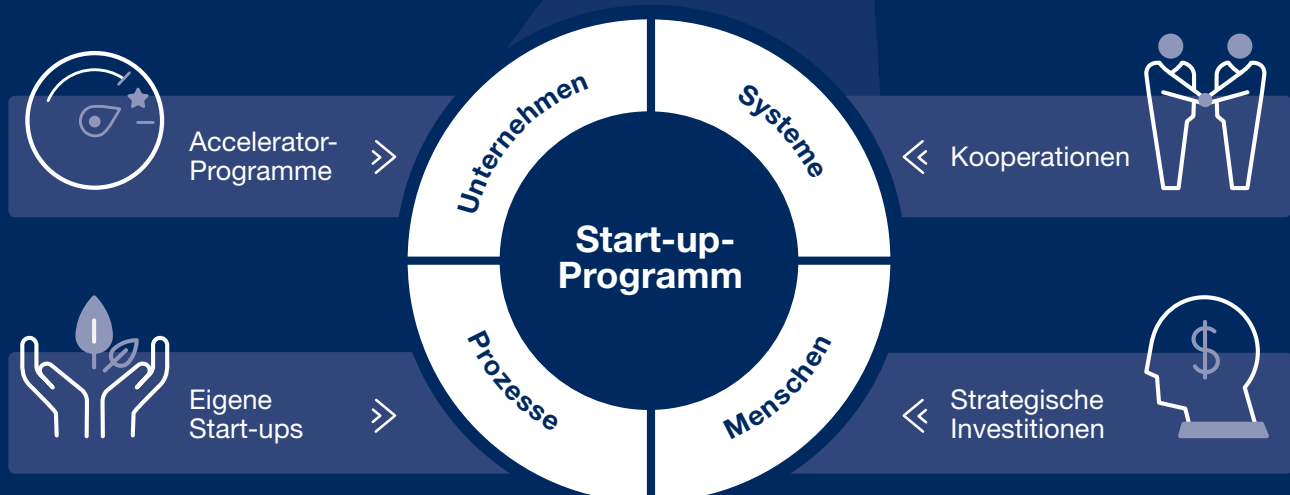 Accelerator-
Programme
Unternehmen
Systeme
Kooperationen
Start-up-
Programm
Eigene
Start-ups
Prozesse
Menschen
Strategische
Investitionen
$